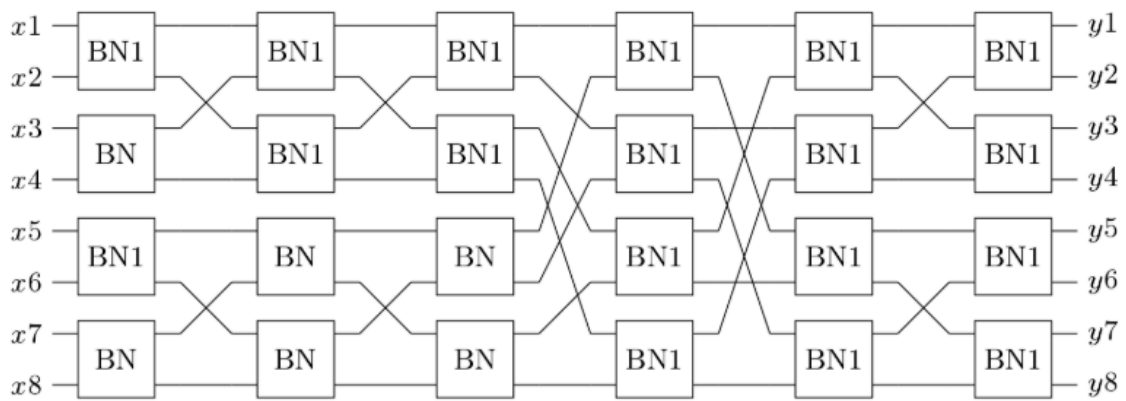 x1 BN1 BN1 BN1 BN1 BN1 BN1 y1
x2 y2
x3 BN BN1 BN1 BN1 BN1 BN1 y3
x4 y4
x5 BN1 BN BN BN1 BN1 BN1 y5
x6 y6
x7 BN BN BN BN1 BN1 BN1 y7
x8 y8